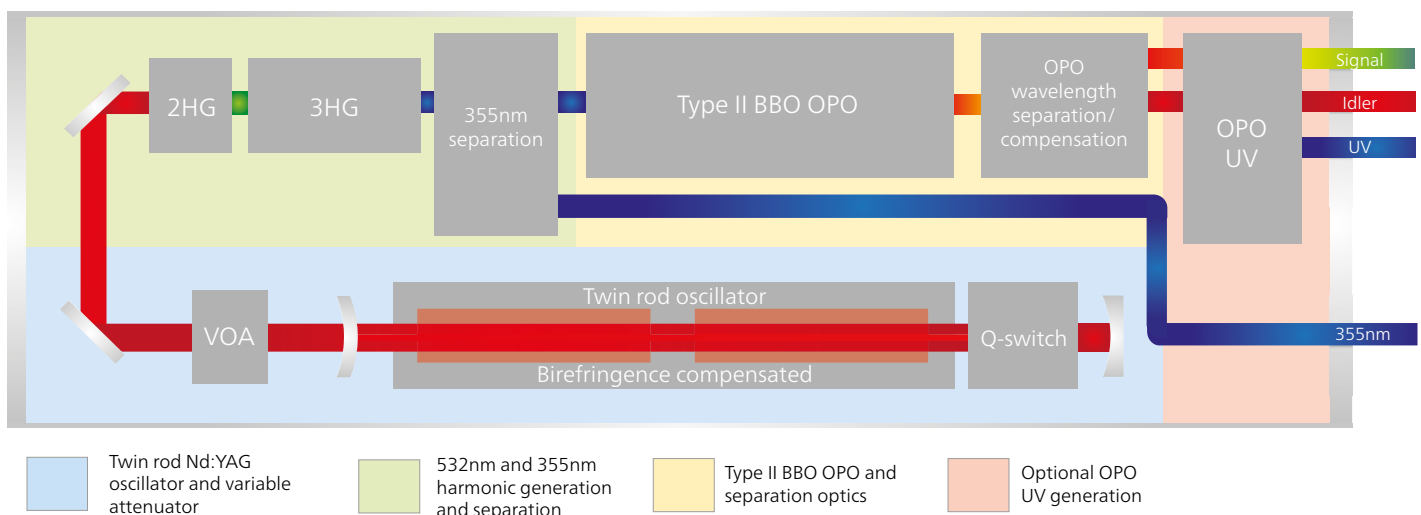 2HG
3HG
355nm
separation
Type II BBO OPO
OPO
wavelength
separation/
compensation
OPO
UV
Signal
Idler
UV
355nm
VOA
Twin rod oscillator
Birefringence compensated
Q-switch
Twin rod Nd:YAG
oscillator and variable
attenuator
532nm and 355nm
harmonic generation
and separation
Type II BBO OPO and
separation optics
Optional OPO
UV generation